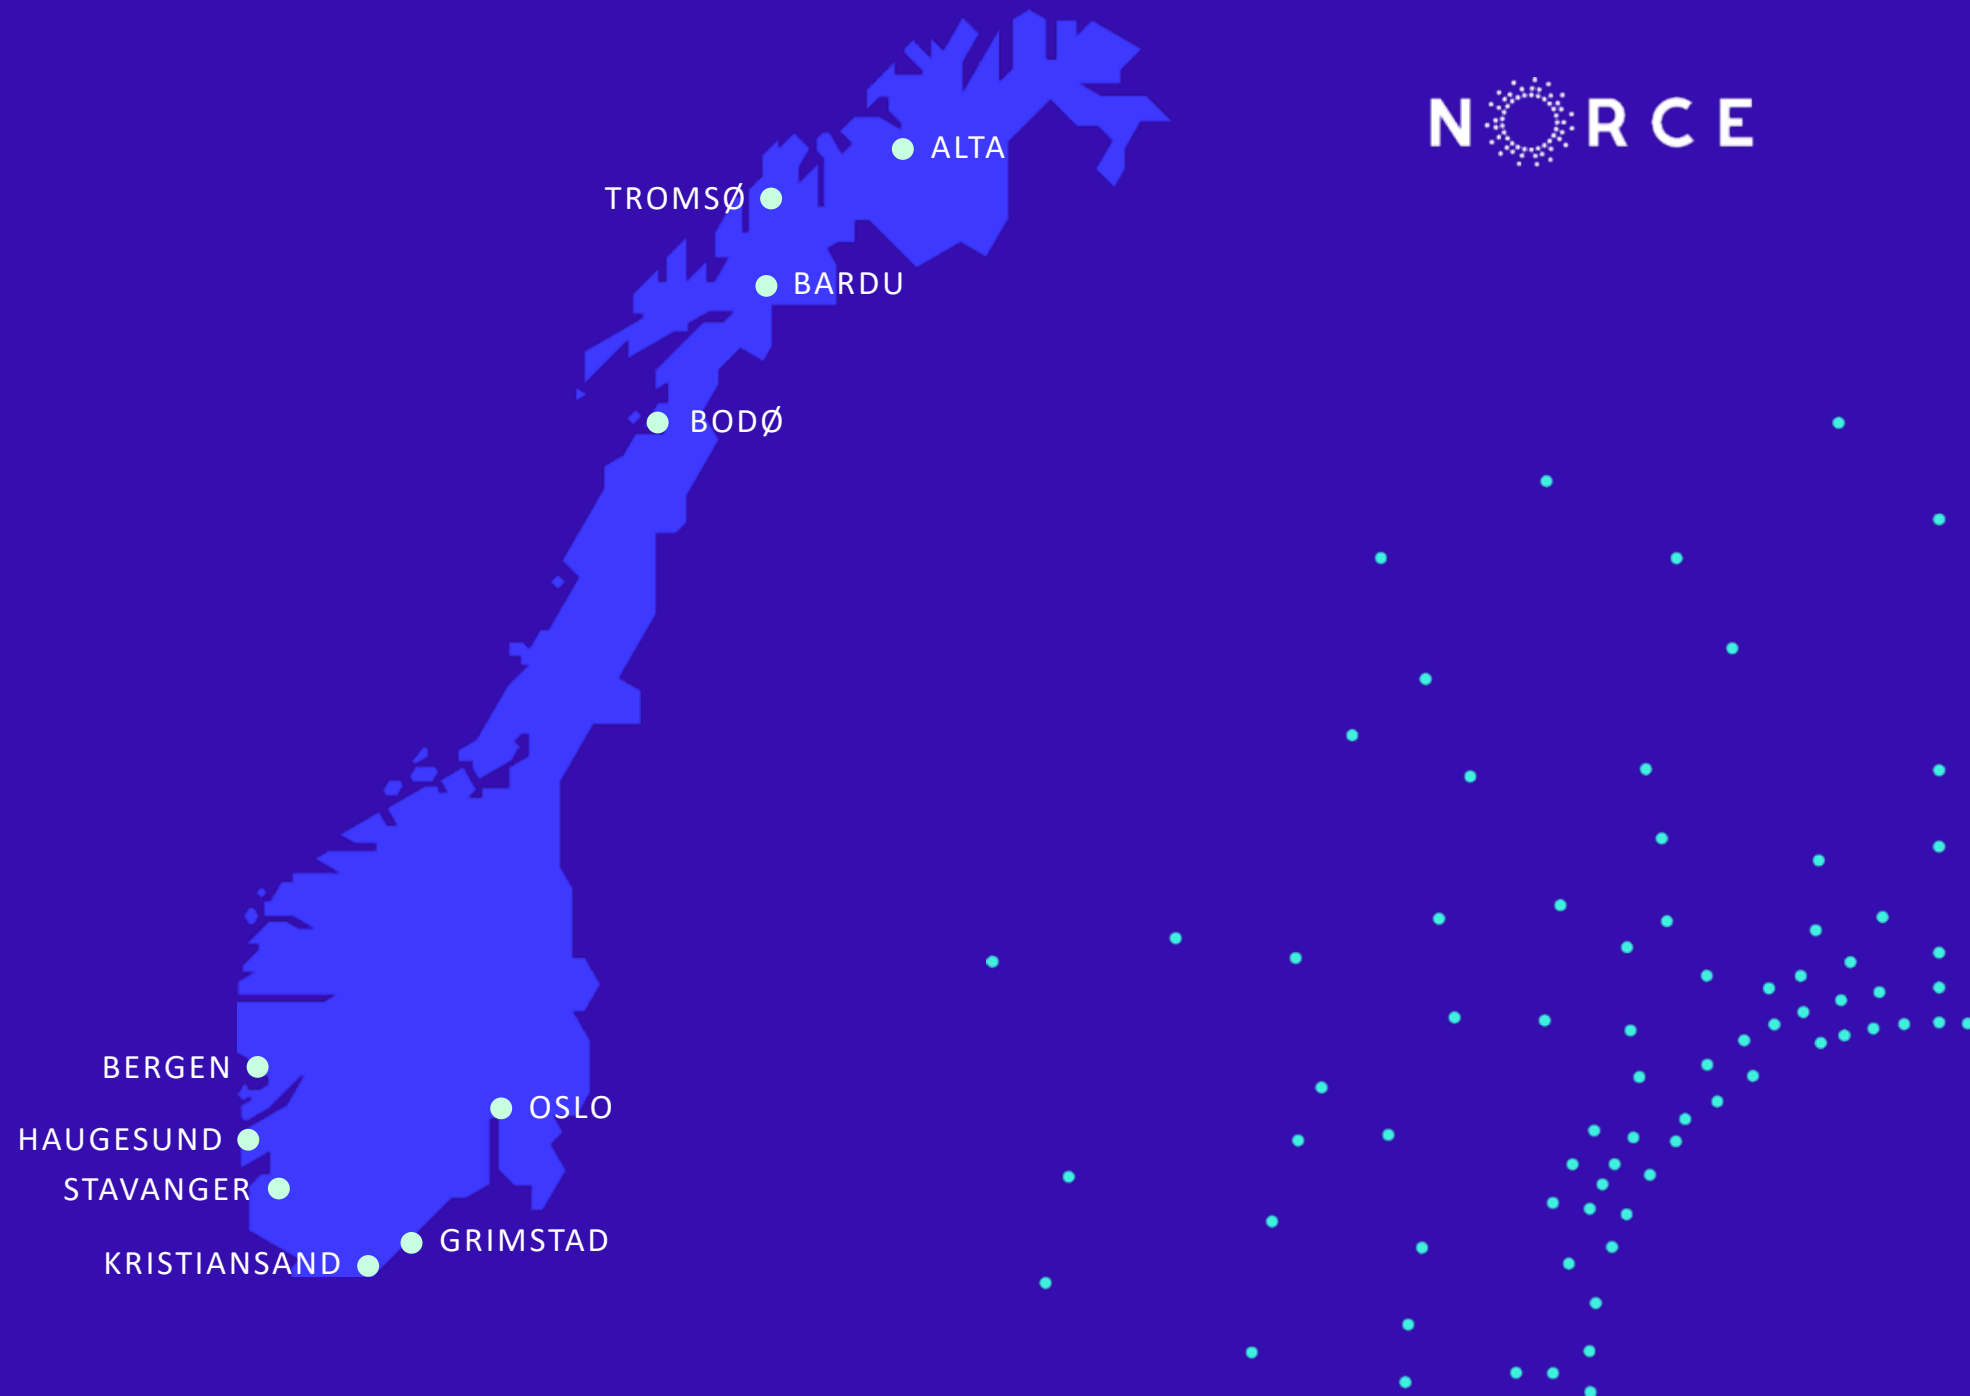 NORCE
ALTA
TROMSØ
BARDU
BODØ
BERGEN
OSLO
HAUGESUND
STAVANGER
GRIMSTAD
KRISTIANSAND